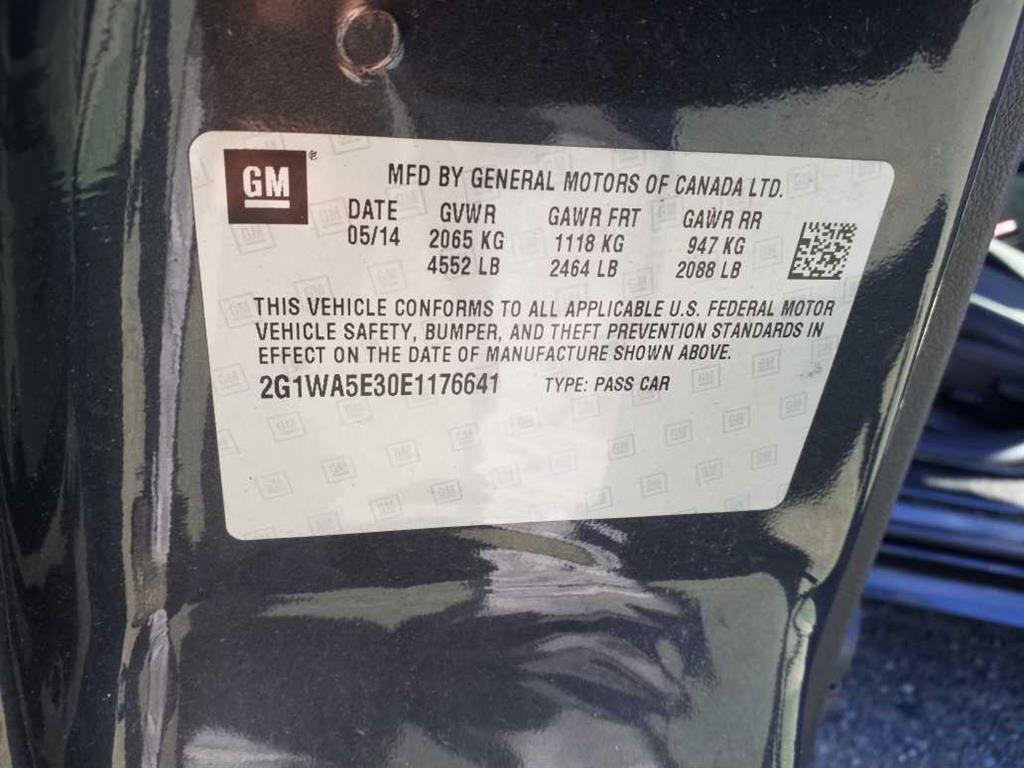 GM®
MFD BY GENERAL MOTORS OF CANADA LTD.
DATE GVWR GAWR FRT GAWR RR
05/14 2065 KG 1118 KG 947 KG
4552 LB 2464 LB 2088 LB
THIS VEHICLE CONFORMS TO ALL APPLICABLE U.S. FEDERAL MOTOR
VEHICLE SAFETY, BUMPER, AND THEFT PREVENTION STANDARDS IN
EFFECT ON THE DATE OF MANUFACTURE SHOWN ABOVE.
2G1WA5E30E1176641 TYPE: PASS CAR